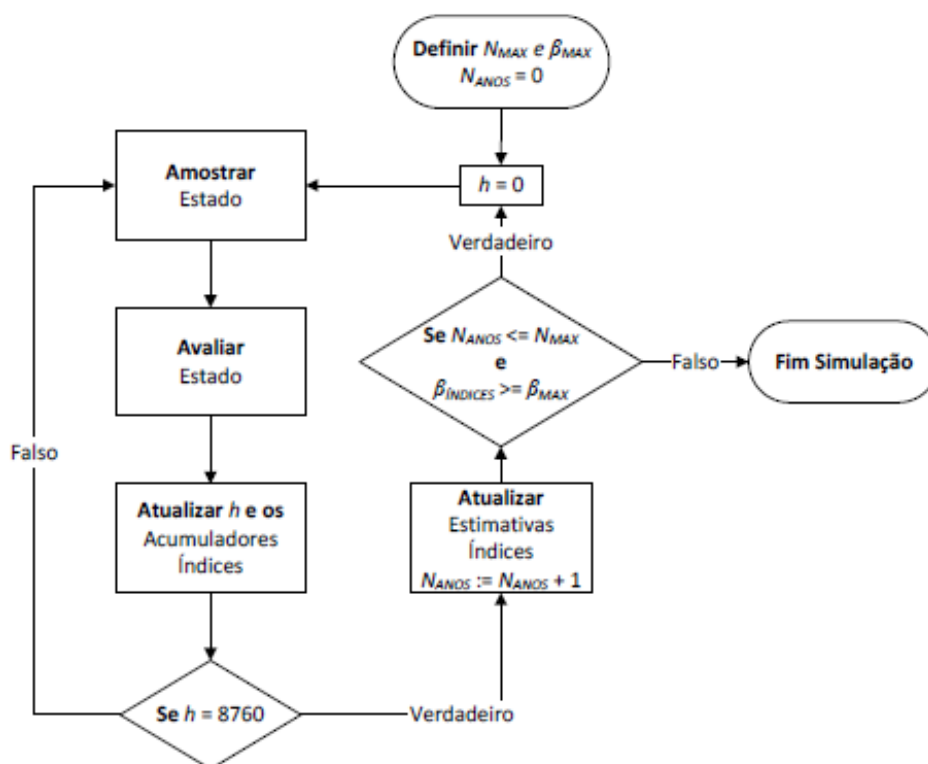 Definir N_MAX e β_MAX
N_ANOS = 0
h = 0
Amostrar
Estado
Avaliar
Estado
Atualizar h e os
Acumuladores
Índices
Se h = 8760
Falso
Verdadeiro
Atualizar
Estimativas
Índices
N_ANOS := N_ANOS + 1
Se N_ANOS <= N_MAX
e
β_ÍNDICES >= β_MAX
Verdadeiro
Falso
Fim Simulação